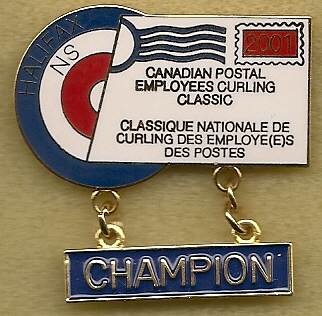 HALIFAX
NS
2001
CANADIAN POSTAL
EMPLOYEES CURLING
CLASSIC
CLASSIQUE NATIONALE DE
CURLING DES EMPLOYE(E)S
DES POSTES
CHAMPION